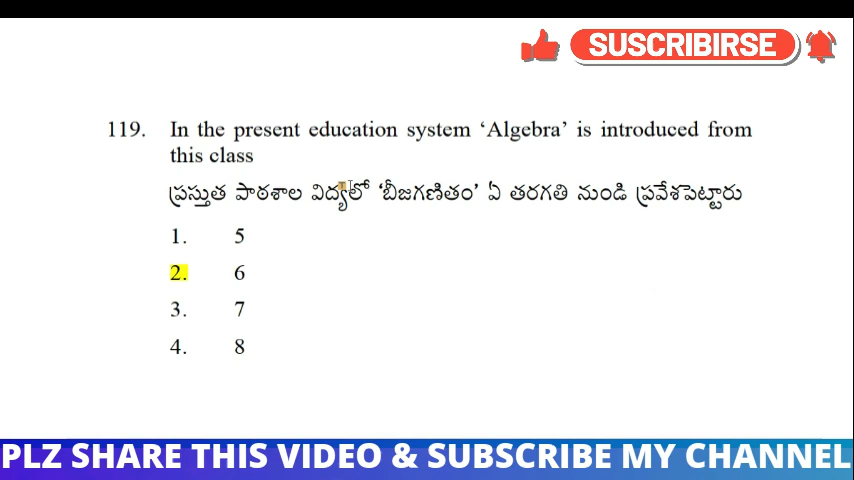 SUSCRIBIRSE
119. In the present education system ‘Algebra’ is introduced from
this class
ప్రస్తుత పాఠశాల విద్యలో ‘బీజగణితం’ ఏ తరగతి నుండి ప్రవేశపెట్టారు
1. 5
2. 6
3. 7
4. 8
PLZ SHARE THIS VIDEO & SUBSCRIBE MY CHANNEL